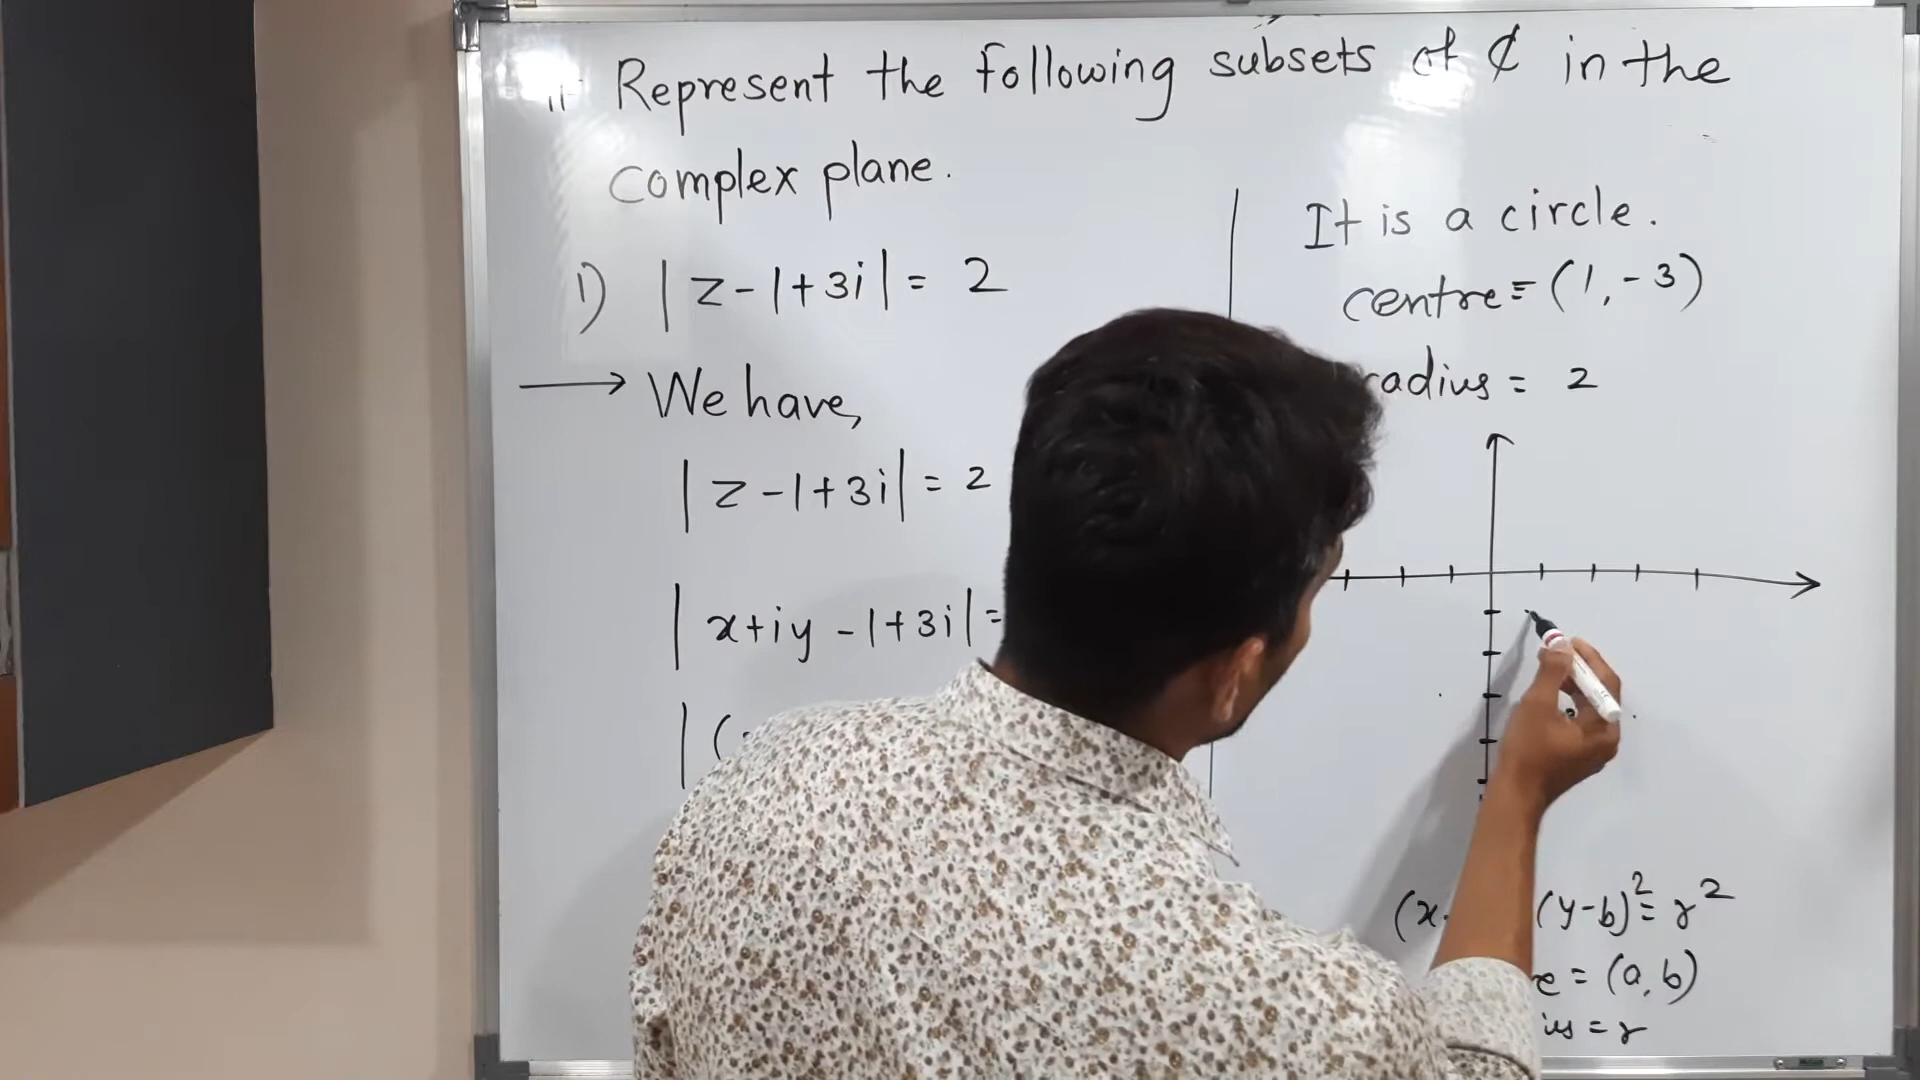 Represent the following subsets of ₵ in the
complex plane.
1) |z-1+3i| = 2
→ We have,
|z-1+3i| = 2
|x+iy-1+3i| =
|(
It is a circle.
centre = (1, -3)
radius = 2
(y-b)² = r²
= (a, b)
= r